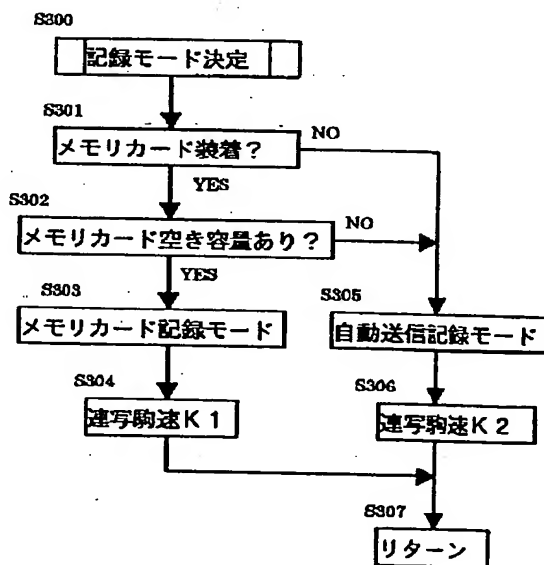 S300
記録モード決定
S301
メモリカード装着?
NO
YES
S302
メモリカード空き容量あり?
NO
YES
S303
メモリカード記録モード
S305
自動送信記録モード
S304
連写駒速K1
S306
連写駒速K2
S307
リターン